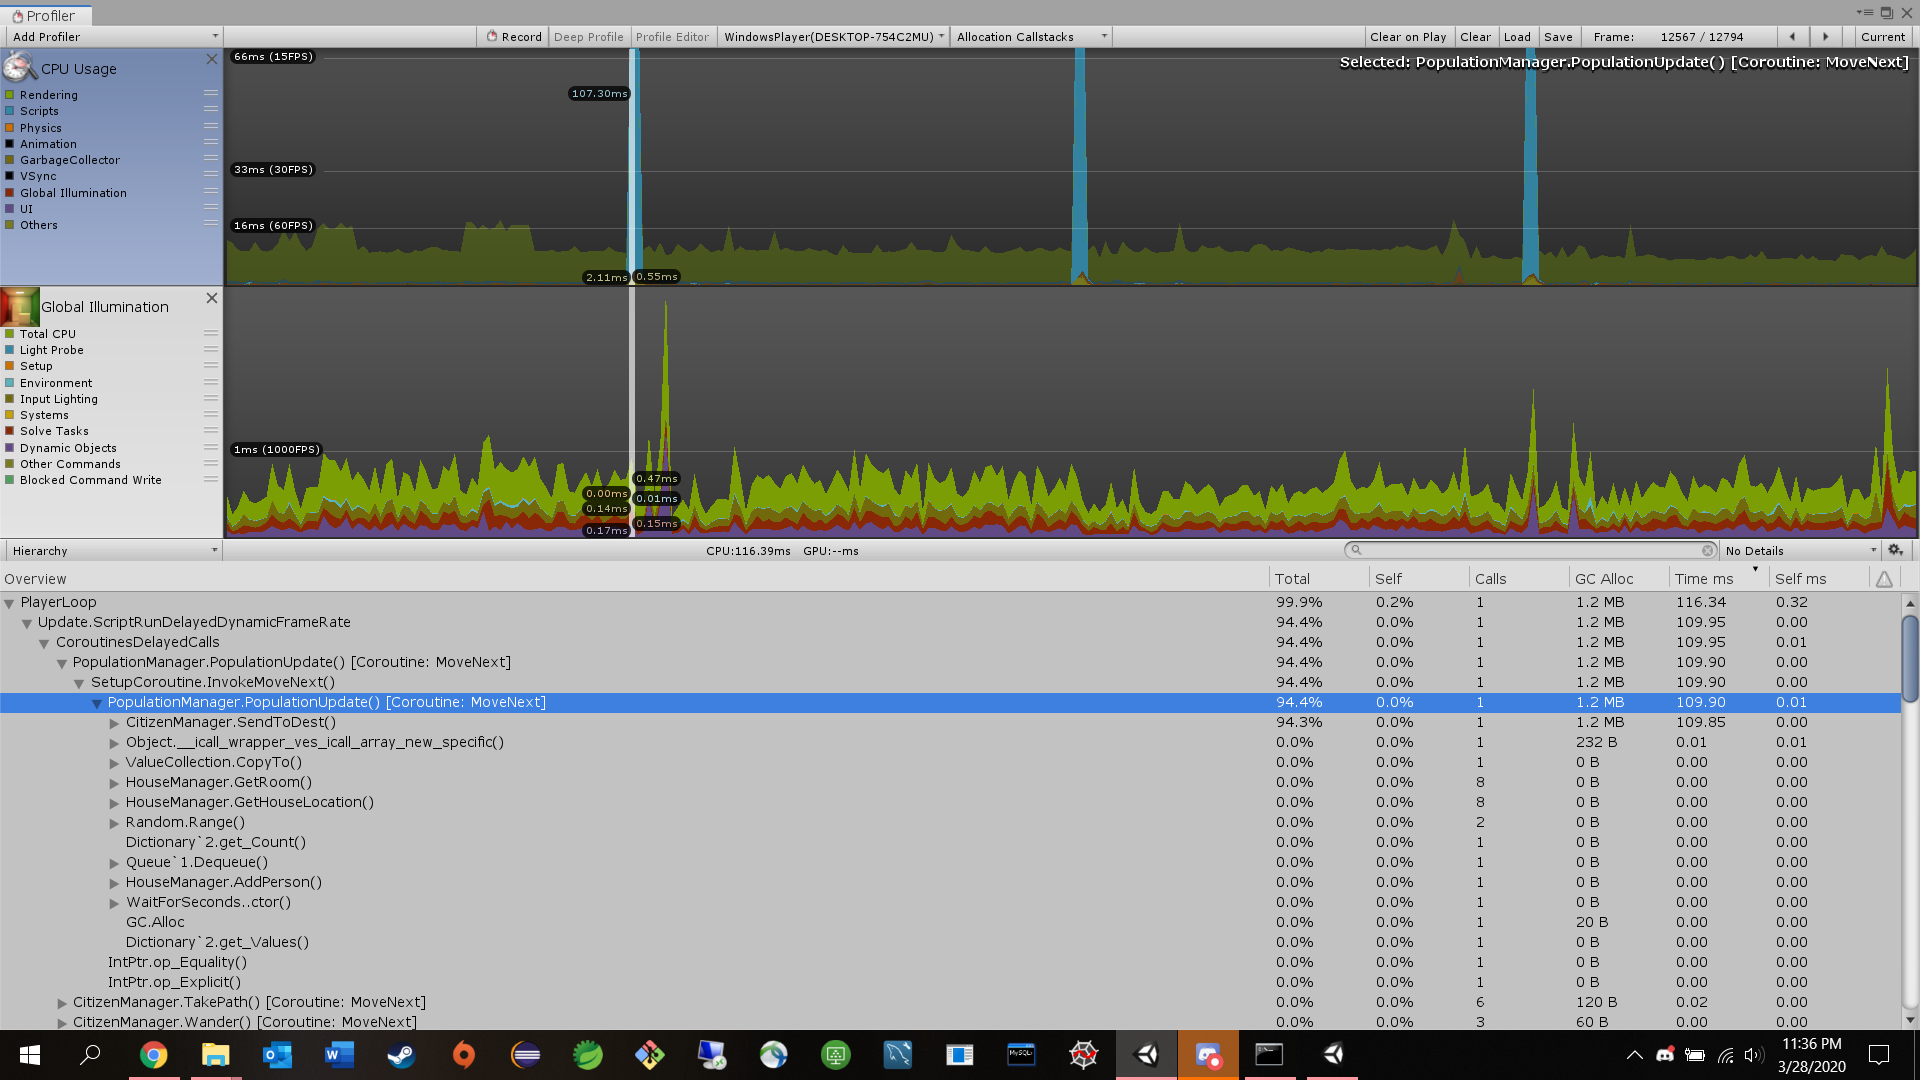 Profiler
Add Profiler
Record
Deep Profile
Profile Editor
WindowsPlayer(DESKTOP-754C2MU)
Allocation Callstacks
Clear on Play
Clear
Load
Save
Frame:
12567 / 12794
Current
CPU Usage
Rendering
Scripts
Physics
Animation
GarbageCollector
VSync
Global Illumination
UI
Others
66ms (15FPS)
Selected: PopulationManager.PopulationUpdate() [Coroutine: MoveNext]
107.30ms
33ms (30FPS)
16ms (60FPS)
2.11ms
0.55ms
Global Illumination
Total CPU
Light Probe
Setup
Environment
Input Lighting
Systems
Solve Tasks
Dynamic Objects
Other Commands
Blocked Command Write
1ms (1000FPS)
0.47ms
0.00ms
0.01ms
0.14ms
0.15ms
0.17ms
Hierarchy
CPU:116.39ms GPU:--ms
No Details
Overview Total Self Calls GC Alloc Time ms Self ms
PlayerLoop 99.9% 0.2% 1 1.2 MB 116.34 0.32
Update.ScriptRunDelayedDynamicFrameRate 94.4% 0.0% 1 1.2 MB 109.95 0.00
CoroutinesDelayedCalls 94.4% 0.0% 1 1.2 MB 109.95 0.01
PopulationManager.PopulationUpdate() [Coroutine: MoveNext] 94.4% 0.0% 1 1.2 MB 109.90 0.00
SetupCoroutine.InvokeMoveNext() 94.4% 0.0% 1 1.2 MB 109.90 0.00
PopulationManager.PopulationUpdate() [Coroutine: MoveNext] 94.4% 0.0% 1 1.2 MB 109.90 0.01
CitizenManager.SendToDest() 94.3% 0.0% 1 1.2 MB 109.85 0.00
Object.__icall_wrapper_ves_icall_array_new_specific() 0.0% 0.0% 1 232 B 0.01 0.01
ValueCollection.CopyTo() 0.0% 0.0% 1 0 B 0.00 0.00
HouseManager.GetRoom() 0.0% 0.0% 8 0 B 0.00 0.00
HouseManager.GetHouseLocation() 0.0% 0.0% 8 0 B 0.00 0.00
Random.Range() 0.0% 0.0% 2 0 B 0.00 0.00
Dictionary`2.get_Count() 0.0% 0.0% 1 0 B 0.00 0.00
Queue`1.Dequeue() 0.0% 0.0% 1 0 B 0.00 0.00
HouseManager.AddPerson() 0.0% 0.0% 1 0 B 0.00 0.00
WaitForSeconds..ctor() 0.0% 0.0% 1 0 B 0.00 0.00
GC.Alloc 0.0% 0.0% 1 20 B 0.00 0.00
Dictionary`2.get_Values() 0.0% 0.0% 1 0 B 0.00 0.00
IntPtr.op_Equality() 0.0% 0.0% 1 0 B 0.00 0.00
IntPtr.op_Explicit() 0.0% 0.0% 1 0 B 0.00 0.00
CitizenManager.TakePath() [Coroutine: MoveNext] 0.0% 0.0% 6 120 B 0.02 0.00
CitizenManager.Wander() [Coroutine: MoveNext] 0.0% 0.0% 3 60 B 0.00 0.00
MySQL
11:36 PM
3/28/2020